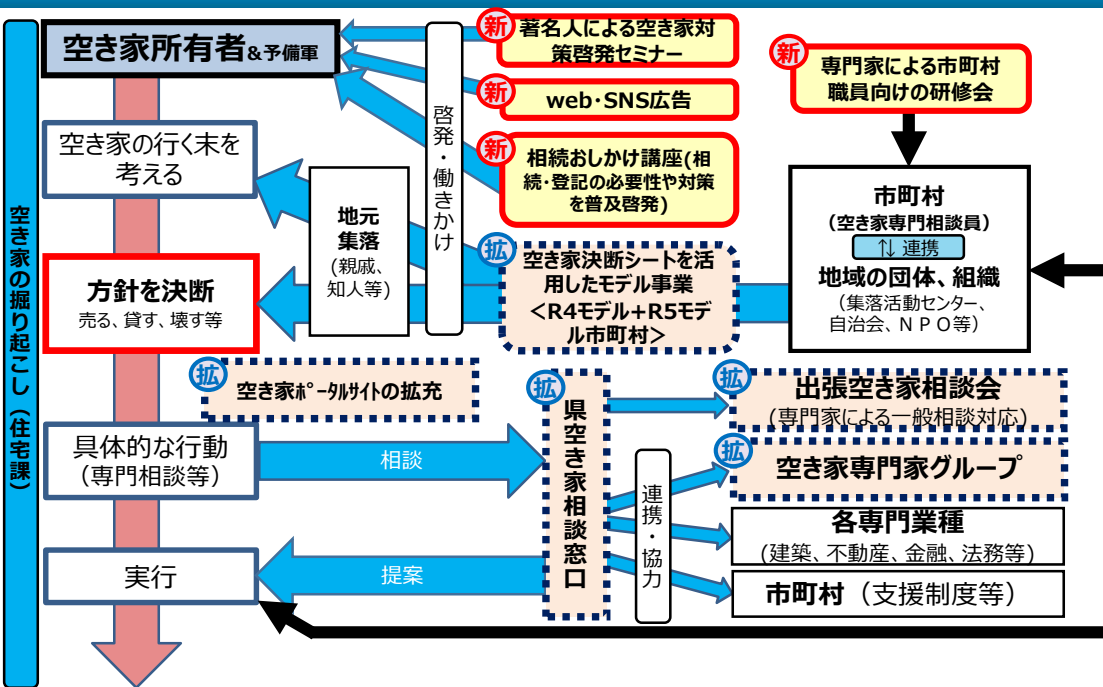 空き家の掘り起こし（住宅課）
空き家所有者&予備軍
空き家の行く末を
考える
方針を決断
売る、貸す、壊す等
具体的な行動
（専門相談等）
実行
地元
集落
(親戚、
知人等)
啓発・働きかけ
新
著名人による空き家対
策啓発セミナー
新
web・SNS広告
新
相続おしかけ講座(相
続・登記の必要性や対策
を普及啓発)
拡
空き家決断シートを活
用したモデル事業
＜R4モデル+R5モデ
ル市町村＞
新
専門家による市町村
職員向けの研修会
市町村
(空き家専門相談員)
⇅ 連携
地域の団体、組織
（集落活動センター、
自治会、ＮＰＯ等）
拡
空き家ﾎﾟｰﾀﾙサイトの拡充
相談
提案
拡
県空き家相談窓口
連携・協力
拡
出張空き家相談会
(専門家による一般相談対応)
拡
空き家専門家グループ
各専門業種
(建築、不動産、金融、法務等)
市町村（支援制度等）